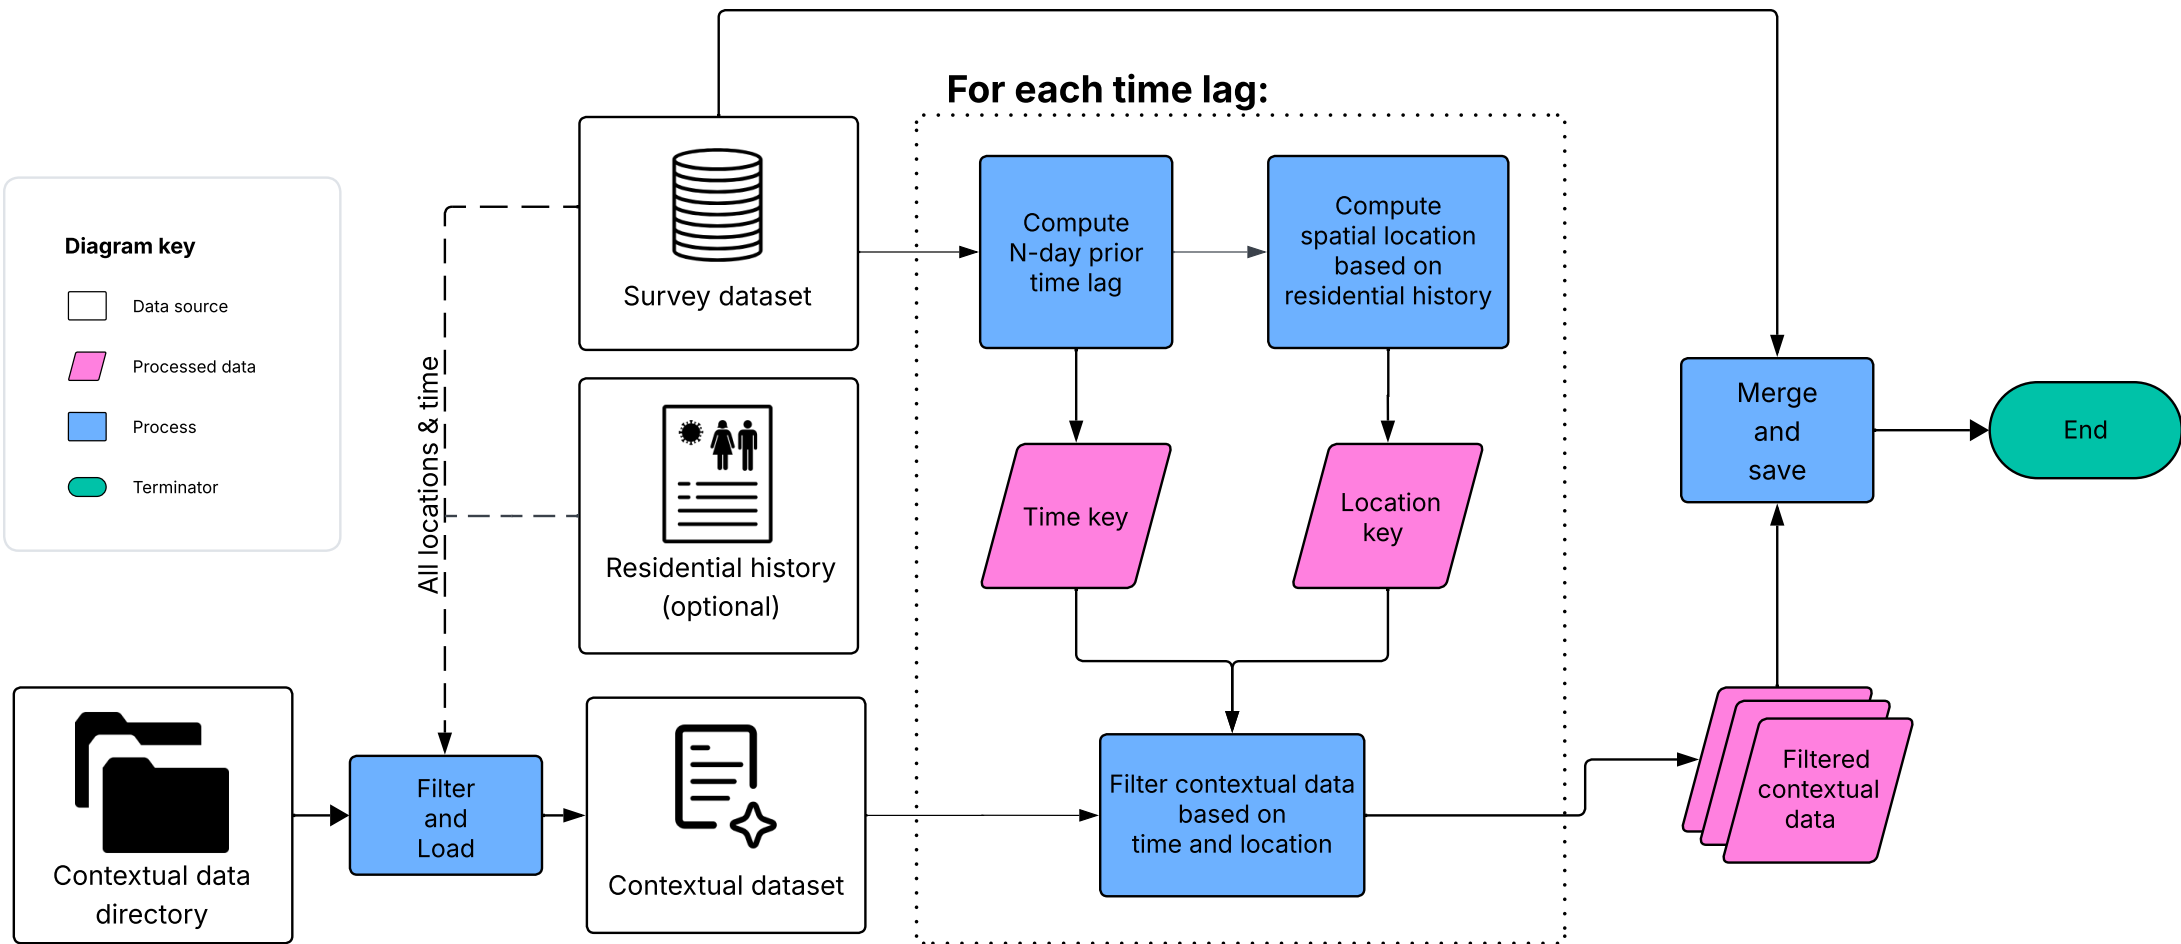 For each time lag:
Diagram key
Data source
Processed data
Process
Terminator
All locations & time
Survey dataset
Residential history
(optional)
Contextual data
directory
Filter
and
Load
Contextual dataset
Compute
N-day prior
time lag
Compute
spatial location
based on
residential history
Time key
Location
key
Filter contextual data
based on
time and location
Filtered
contextual
data
Merge
and
save
End